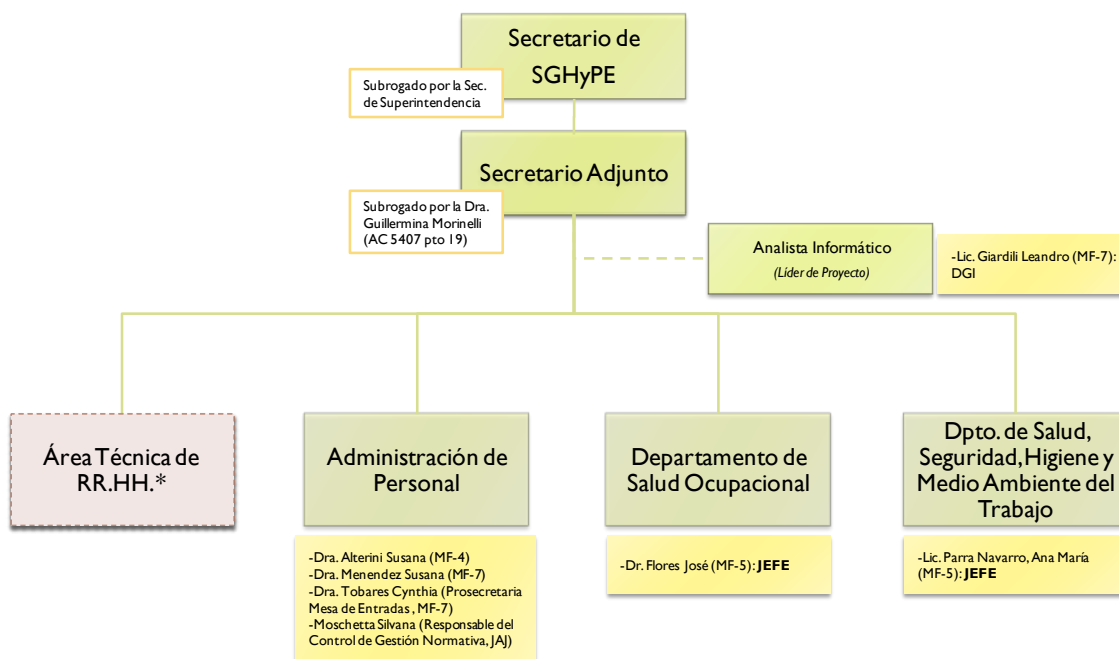 Secretario de
SGHyPE
Subrogado por la Sec.
de Superintendencia
Secretario Adjunto
Subrogado por la Dra.
Guillermina Morinelli
(AC 5407 pto 19)
Analista Informático
(Líder de Proyecto)
-Lic. Giardili Leandro (MF-7):
DGI
Área Técnica de
RR.HH.*
Administración de
Personal
Departamento de
Salud Ocupacional
Dpto. de Salud,
Seguridad, Higiene y
Medio Ambiente del
Trabajo
-Dra. Alterini Susana (MF-4)
-Dra. Menendez Susana (MF-7)
-Dra. Tobares Cynthia (Prosecretaria
Mesa de Entradas , MF-7)
-Moschetta Silvana (Responsable del
Control de Gestión Normativa, JAJ)
-Dr. Flores José (MF-5): JEFE
-Lic. Parra Navarro, Ana María
(MF-5): JEFE